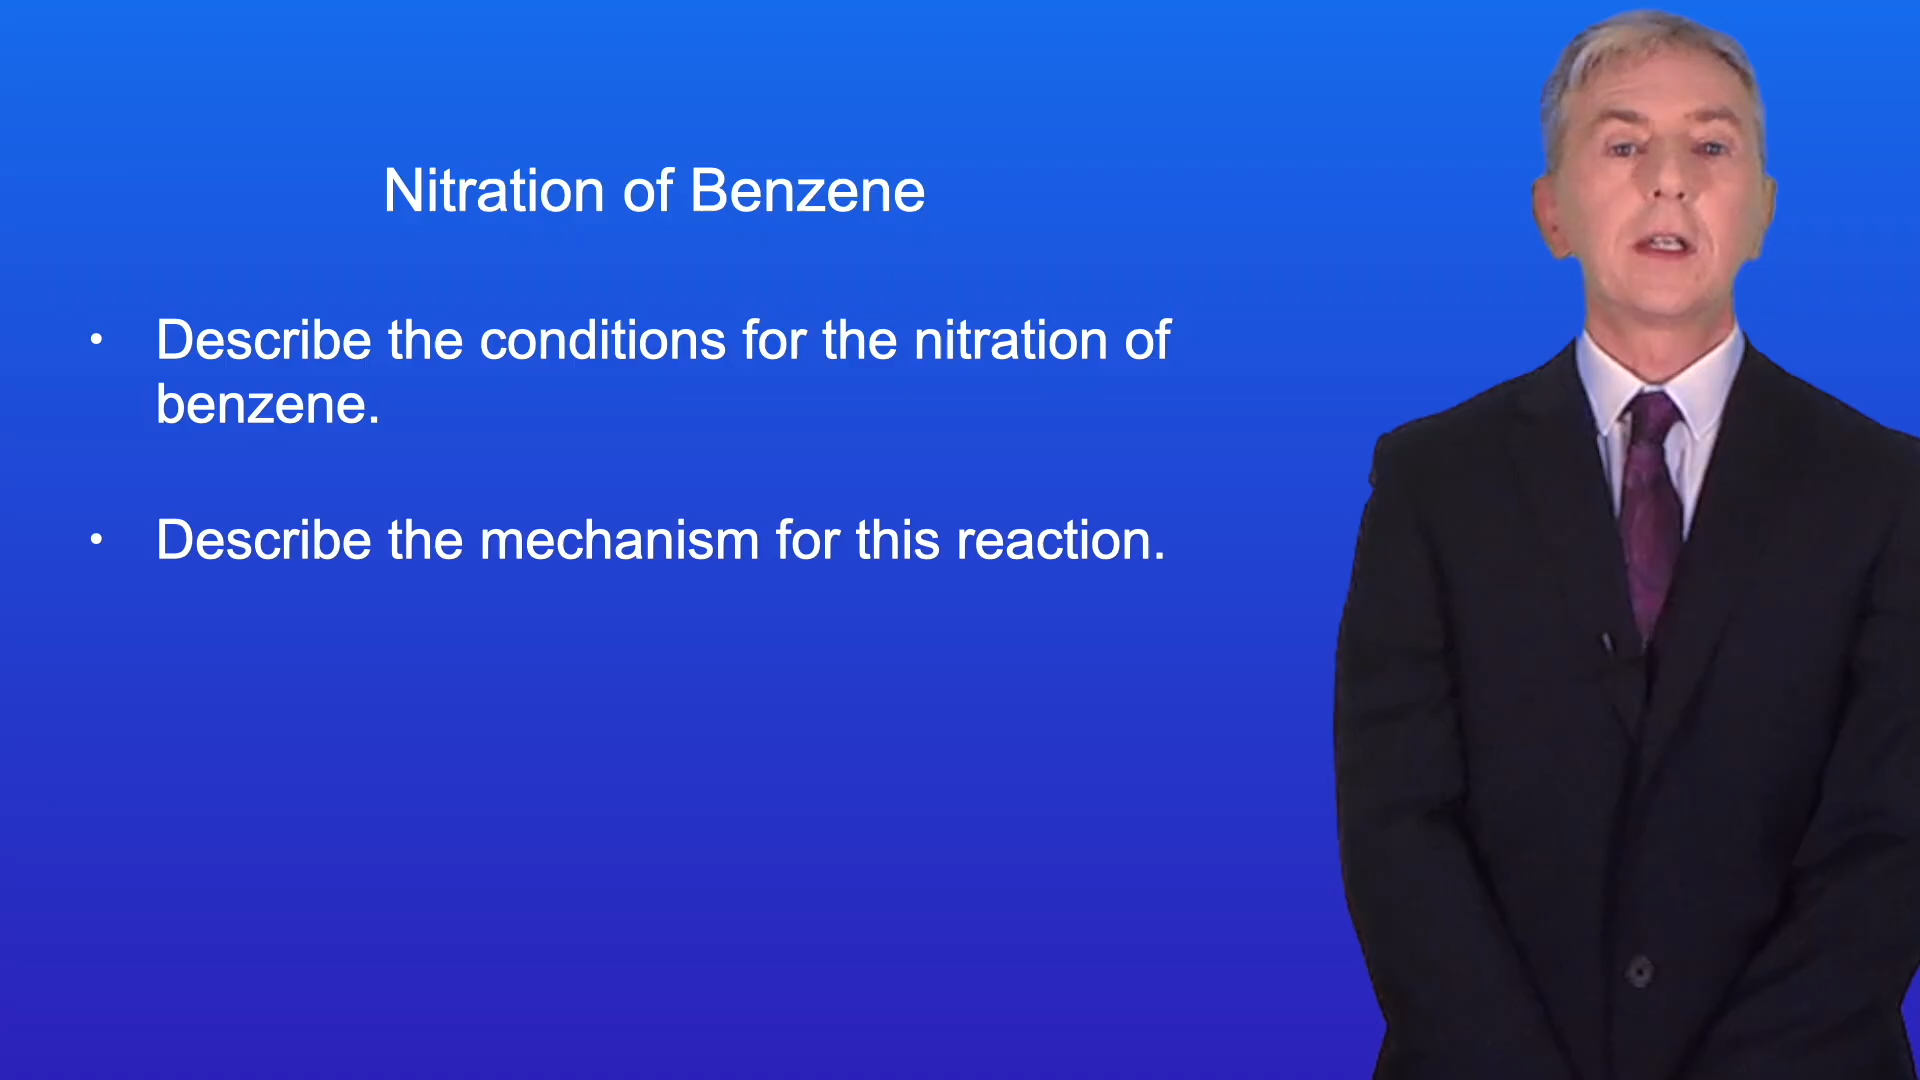 Nitration of Benzene
• Describe the conditions for the nitration of
benzene.
• Describe the mechanism for this reaction.